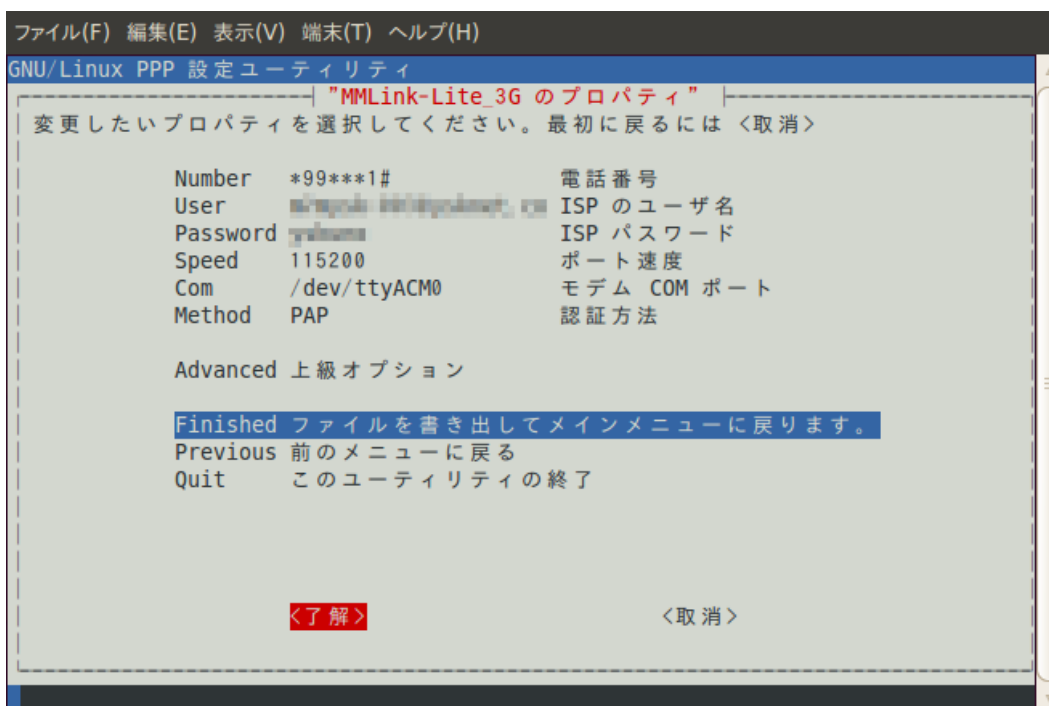 ファイル(F) 編集(E) 表示(V) 端末(T) ヘルプ(H)
GNU/Linux PPP 設定ユーティリティ
"MMLink-Lite_3G のプロパティ"
変更したいプロパティを選択してください。最初に戻るには <取消>
Number *99***1# 電話番号
User ISP のユーザ名
Password ISP パスワード
Speed 115200 ポート速度
Com /dev/ttyACM0 モデム COM ポート
Method PAP 認証方法
Advanced 上級オプション
Finished ファイルを書き出してメインメニューに戻ります。
Previous 前のメニューに戻る
Quit このユーティリティの終了
<了解> <取消>